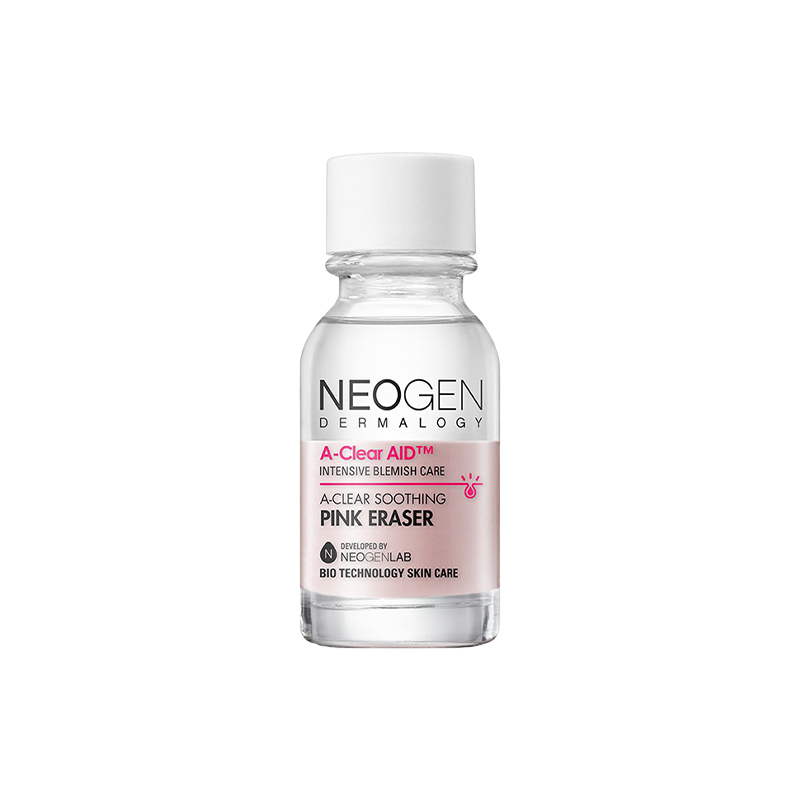 NEOGEN
DERMALOGY
A-Clear AID™
INTENSIVE BLEMISH CARE
A-CLEAR SOOTHING
PINK ERASER
N
DEVELOPED BY
NEOGENLAB
BIO TECHNOLOGY SKIN CARE